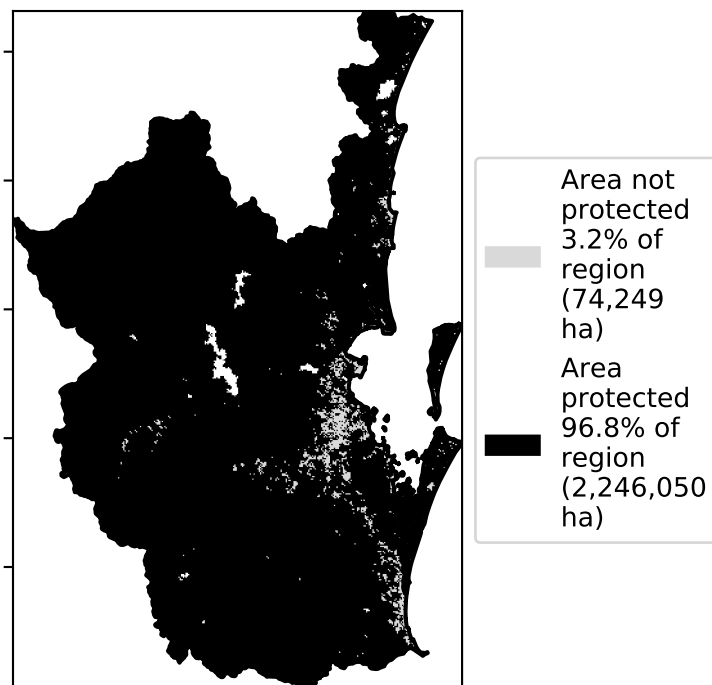 Area not
protected
3.2% of
region
(74,249
ha)
Area
protected
96.8% of
region
(2,246,050
ha)